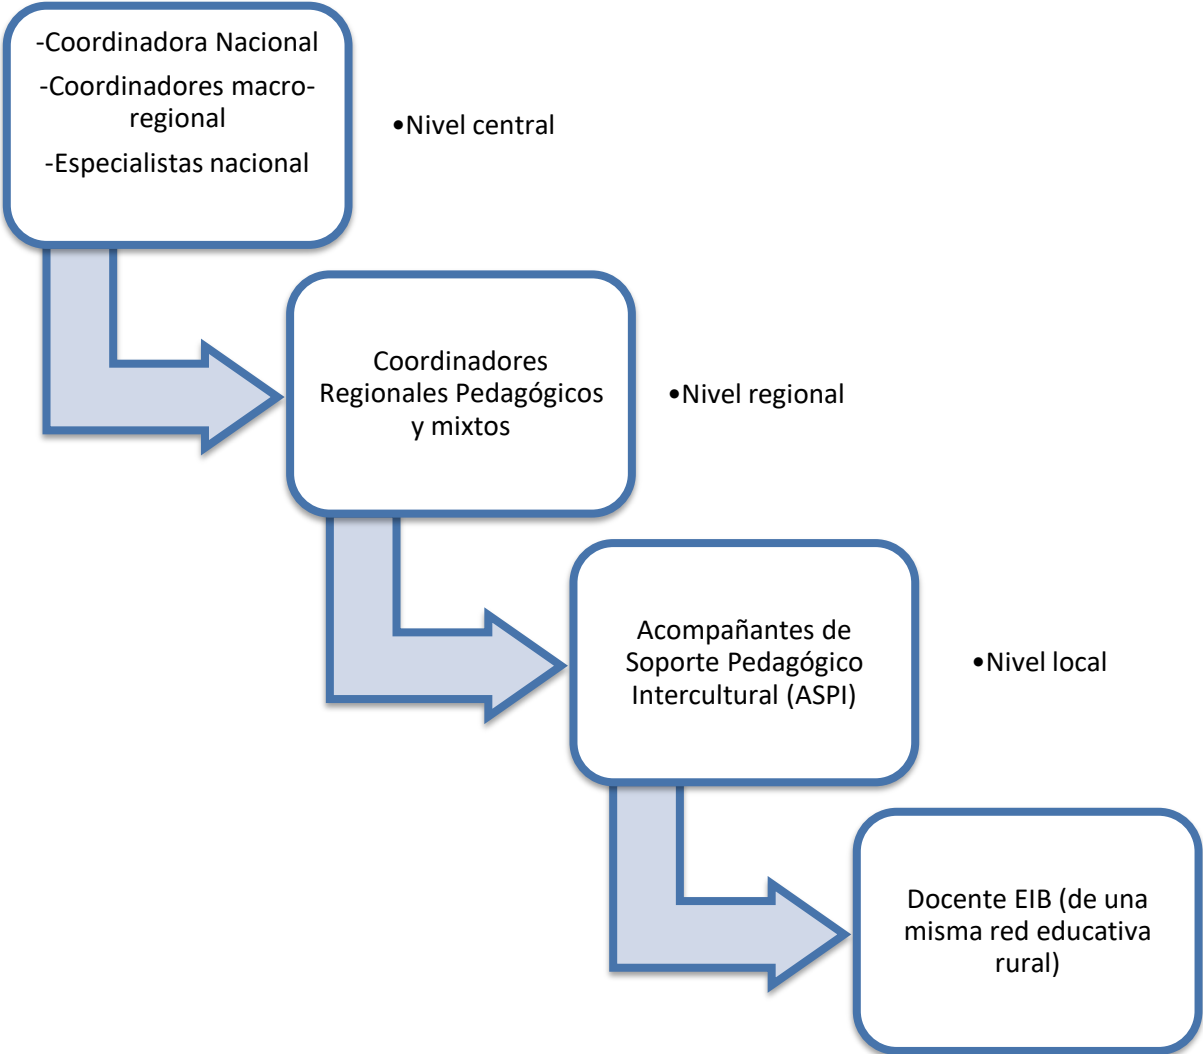 -Coordinadora Nacional
-Coordinadores macro-
regional
-Especialistas nacional
•Nivel central
Coordinadores
Regionales Pedagógicos
y mixtos
•Nivel regional
Acompañantes de
Soporte Pedagógico
Intercultural (ASPI)
•Nivel local
Docente EIB (de una
misma red educativa
rural)